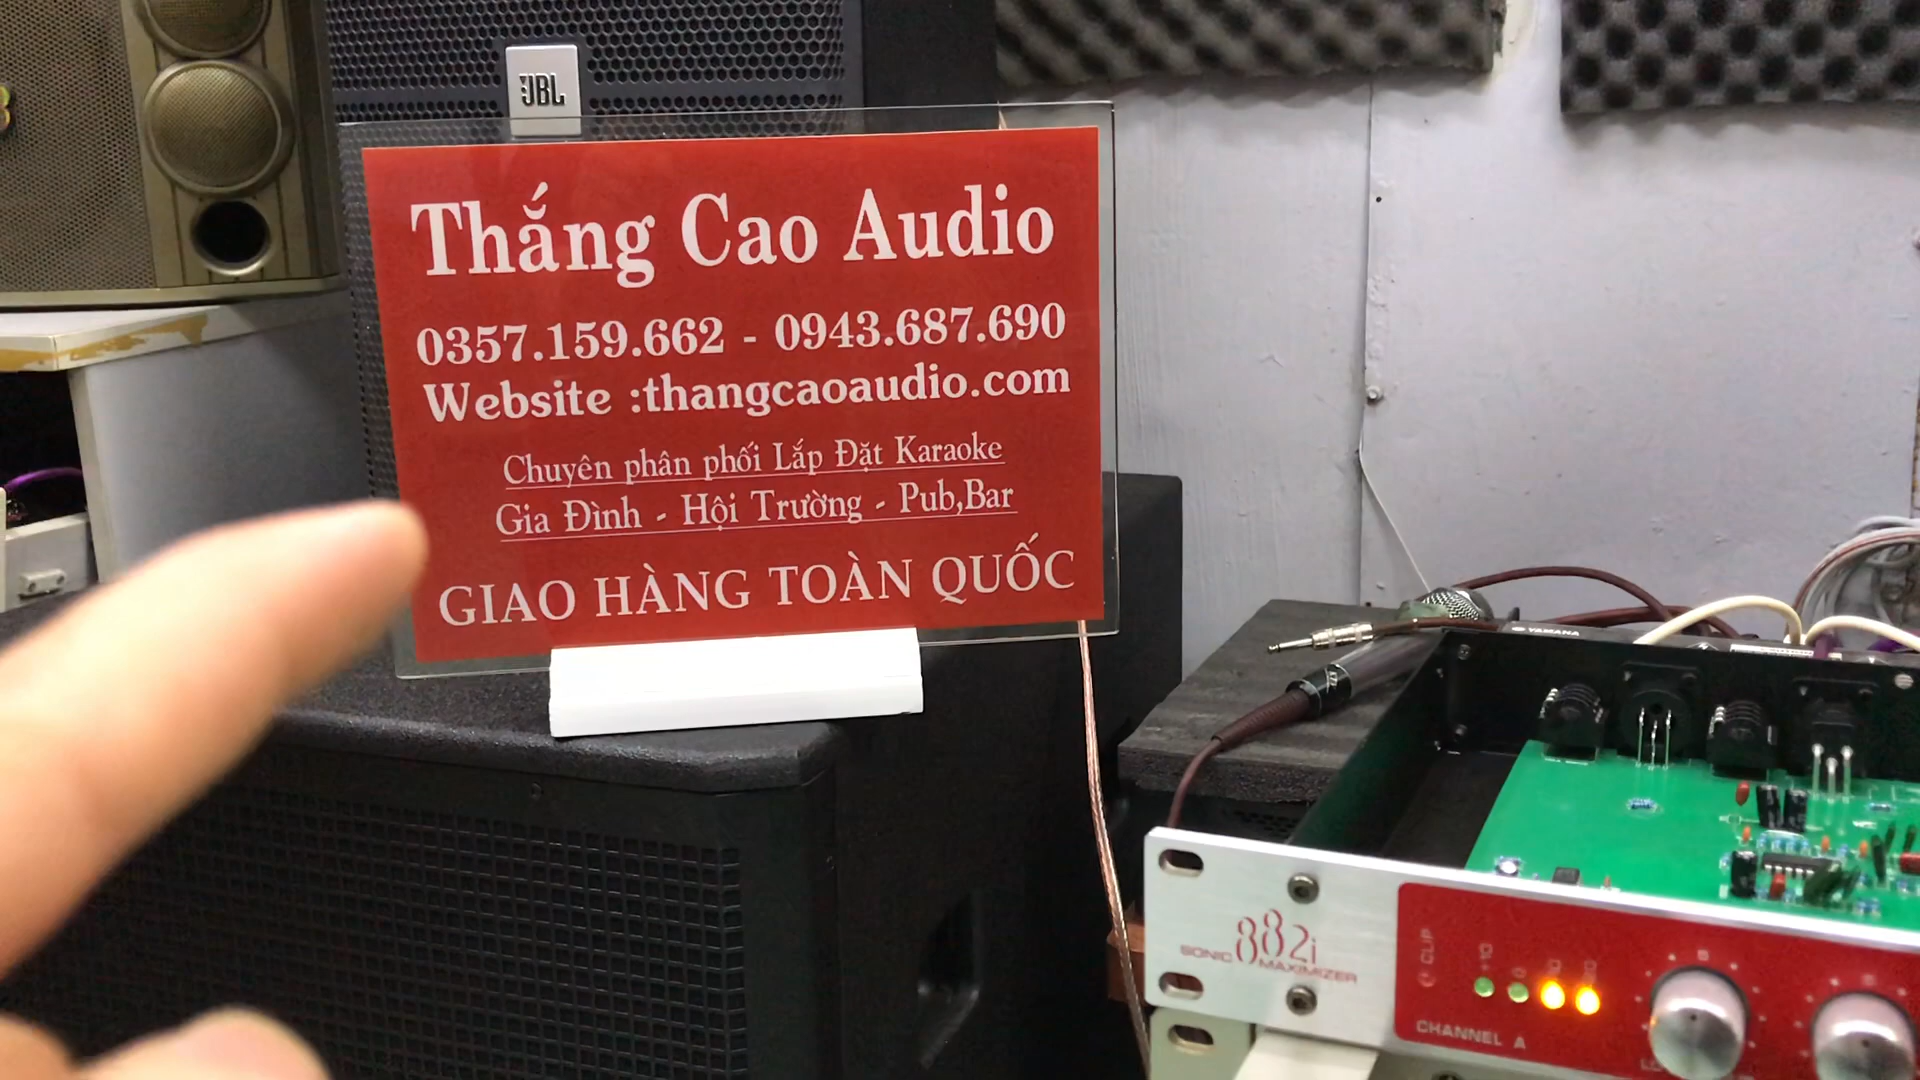 JBL
Thắng Cao Audio
0357.159.662 - 0943.687.690
Website :thangcaoaudio.com
Chuyên phân phối Lắp Đặt Karaoke
Gia Đình - Hội Trường - Pub,Bar
GIAO HÀNG TOÀN QUỐC
YAMAHA
882i
SONIC MAXIMIZER
CLIP
CHANNEL A